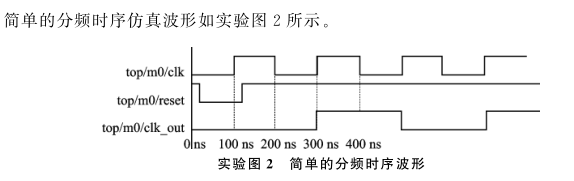 简单的分频时序仿真波形如实验图 2 所示。
top/m0/clk
top/m0/reset
top/m0/clk_out
0 ns 100 ns 200 ns 300 ns 400 ns
实验图 2 简单的分频时序波形